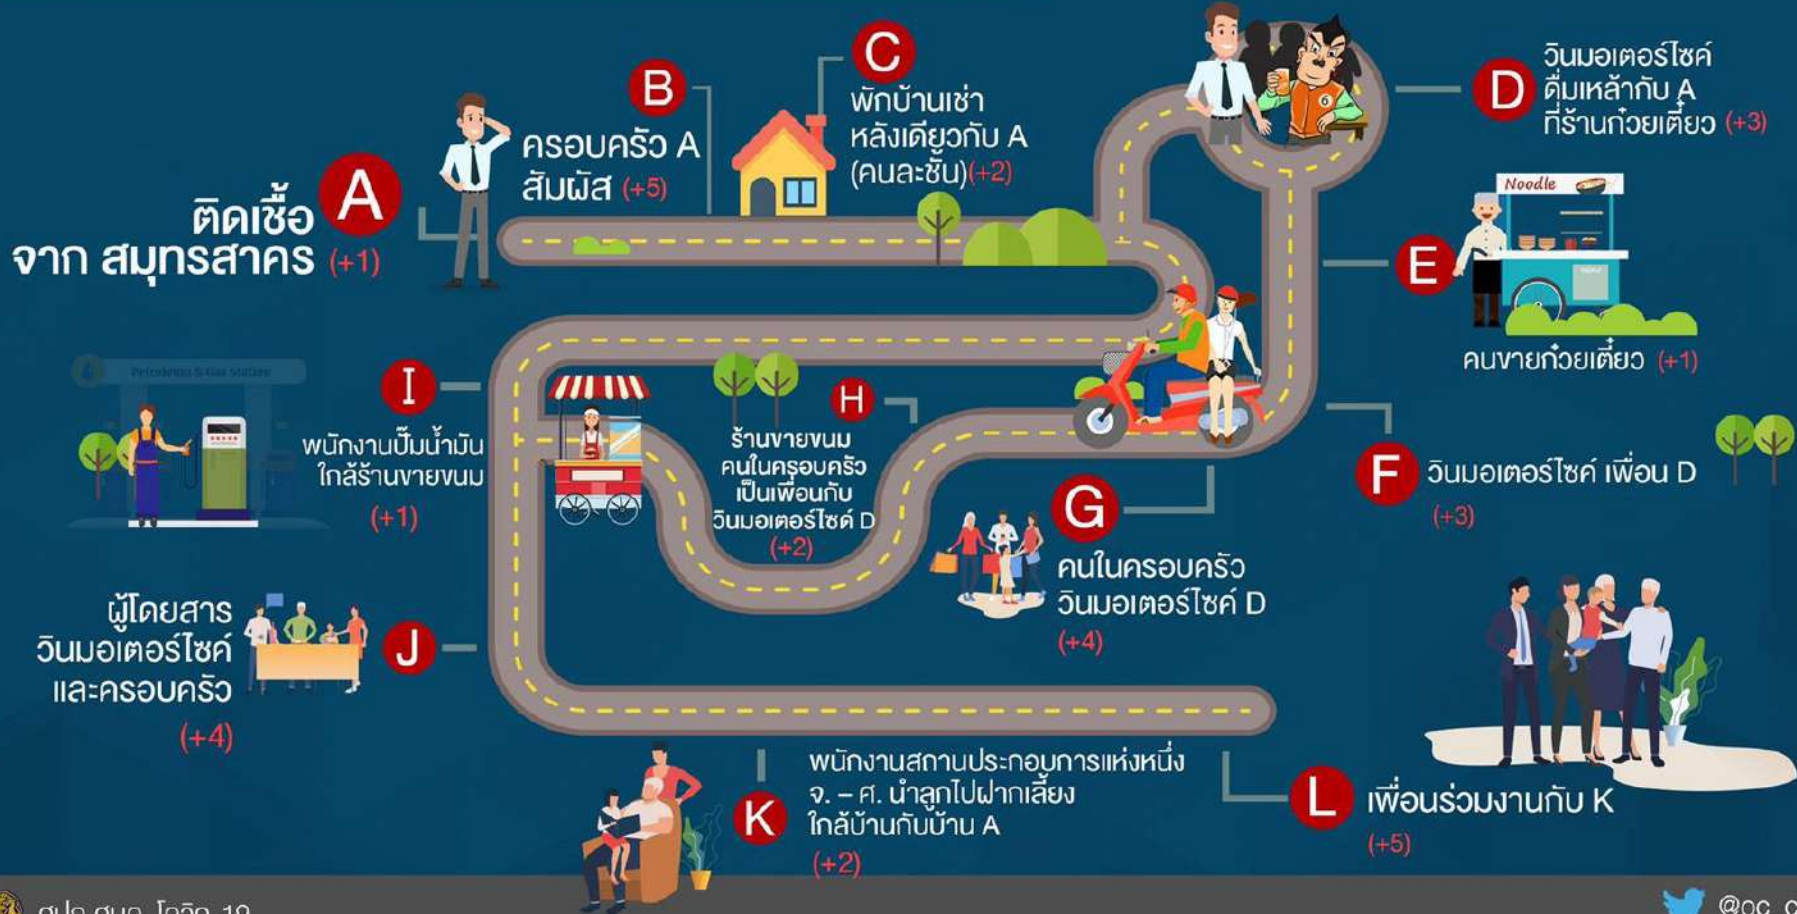 A
ติดเชื้อ
จาก สมุทรสาคร (+1)
B
ครอบครัว A
สัมผัส (+5)
C
พักบ้านเช่า
หลังเดียวกับ A
(คนละชั้น)(+2)
6
D
วินมอเตอร์ไซค์
ดื่มเหล้ากับ A
ที่ร้านก๋วยเตี๋ยว (+3)
Noodle
E
คนขายก๋วยเตี๋ยว (+1)
F
วินมอเตอร์ไซค์ เพื่อน D
(+3)
G
คนในครอบครัว
วินมอเตอร์ไซค์ D
(+4)
H
ร้านขายขนม
คนในครอบครัว
เป็นเพื่อนกับ
วินมอเตอร์ไซด์ D
(+2)
Petroleum & Gas Station
I
พนักงานปั๊มน้ำมัน
ใกล้ร้านขายขนม
(+1)
J
ผู้โดยสาร
วินมอเตอร์ไซค์
และครอบครัว
(+4)
K
พนักงานสถานประกอบการแห่งหนึ่ง
จ. – ศ. นำลูกไปฝากเลี้ยง
ใกล้บ้านกับบ้าน A
(+2)
L
เพื่อนร่วมงานกับ K
(+5)